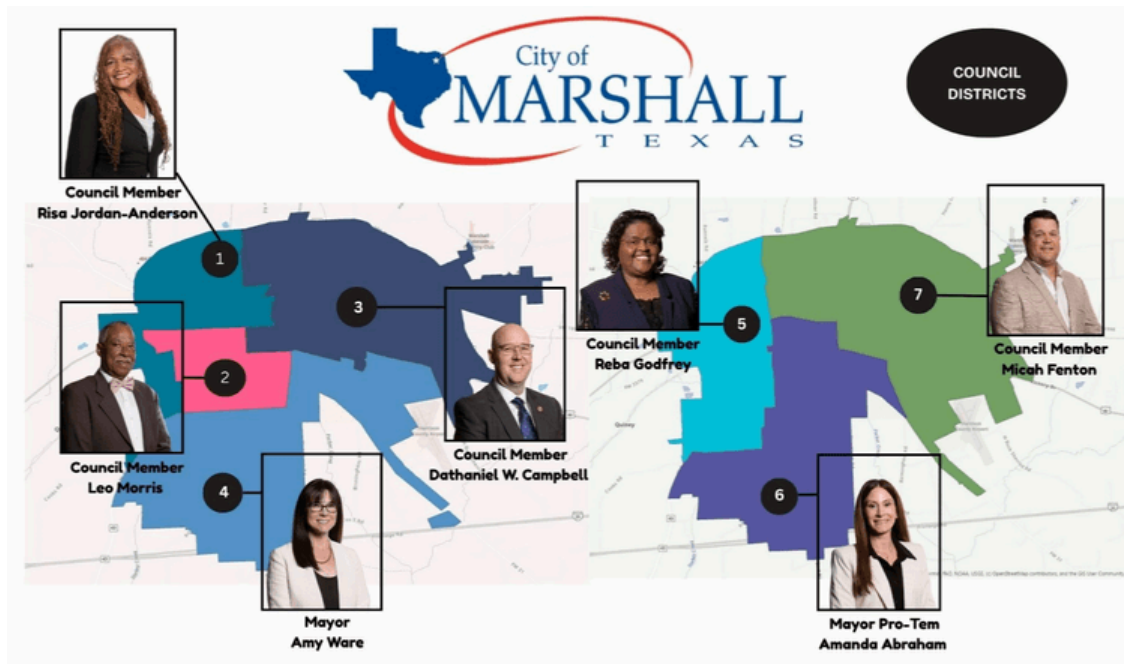 City of
MARSHALL
TEXAS
COUNCIL
DISTRICTS
Council Member
Risa Jordan-Anderson
1
3
Council Member
Leo Morris
2
Council Member
Dathaniel W. Campbell
4
Mayor
Amy Ware
Council Member
Reba Godfrey
5
7
Council Member
Micah Fenton
6
Mayor Pro-Tem
Amanda Abraham